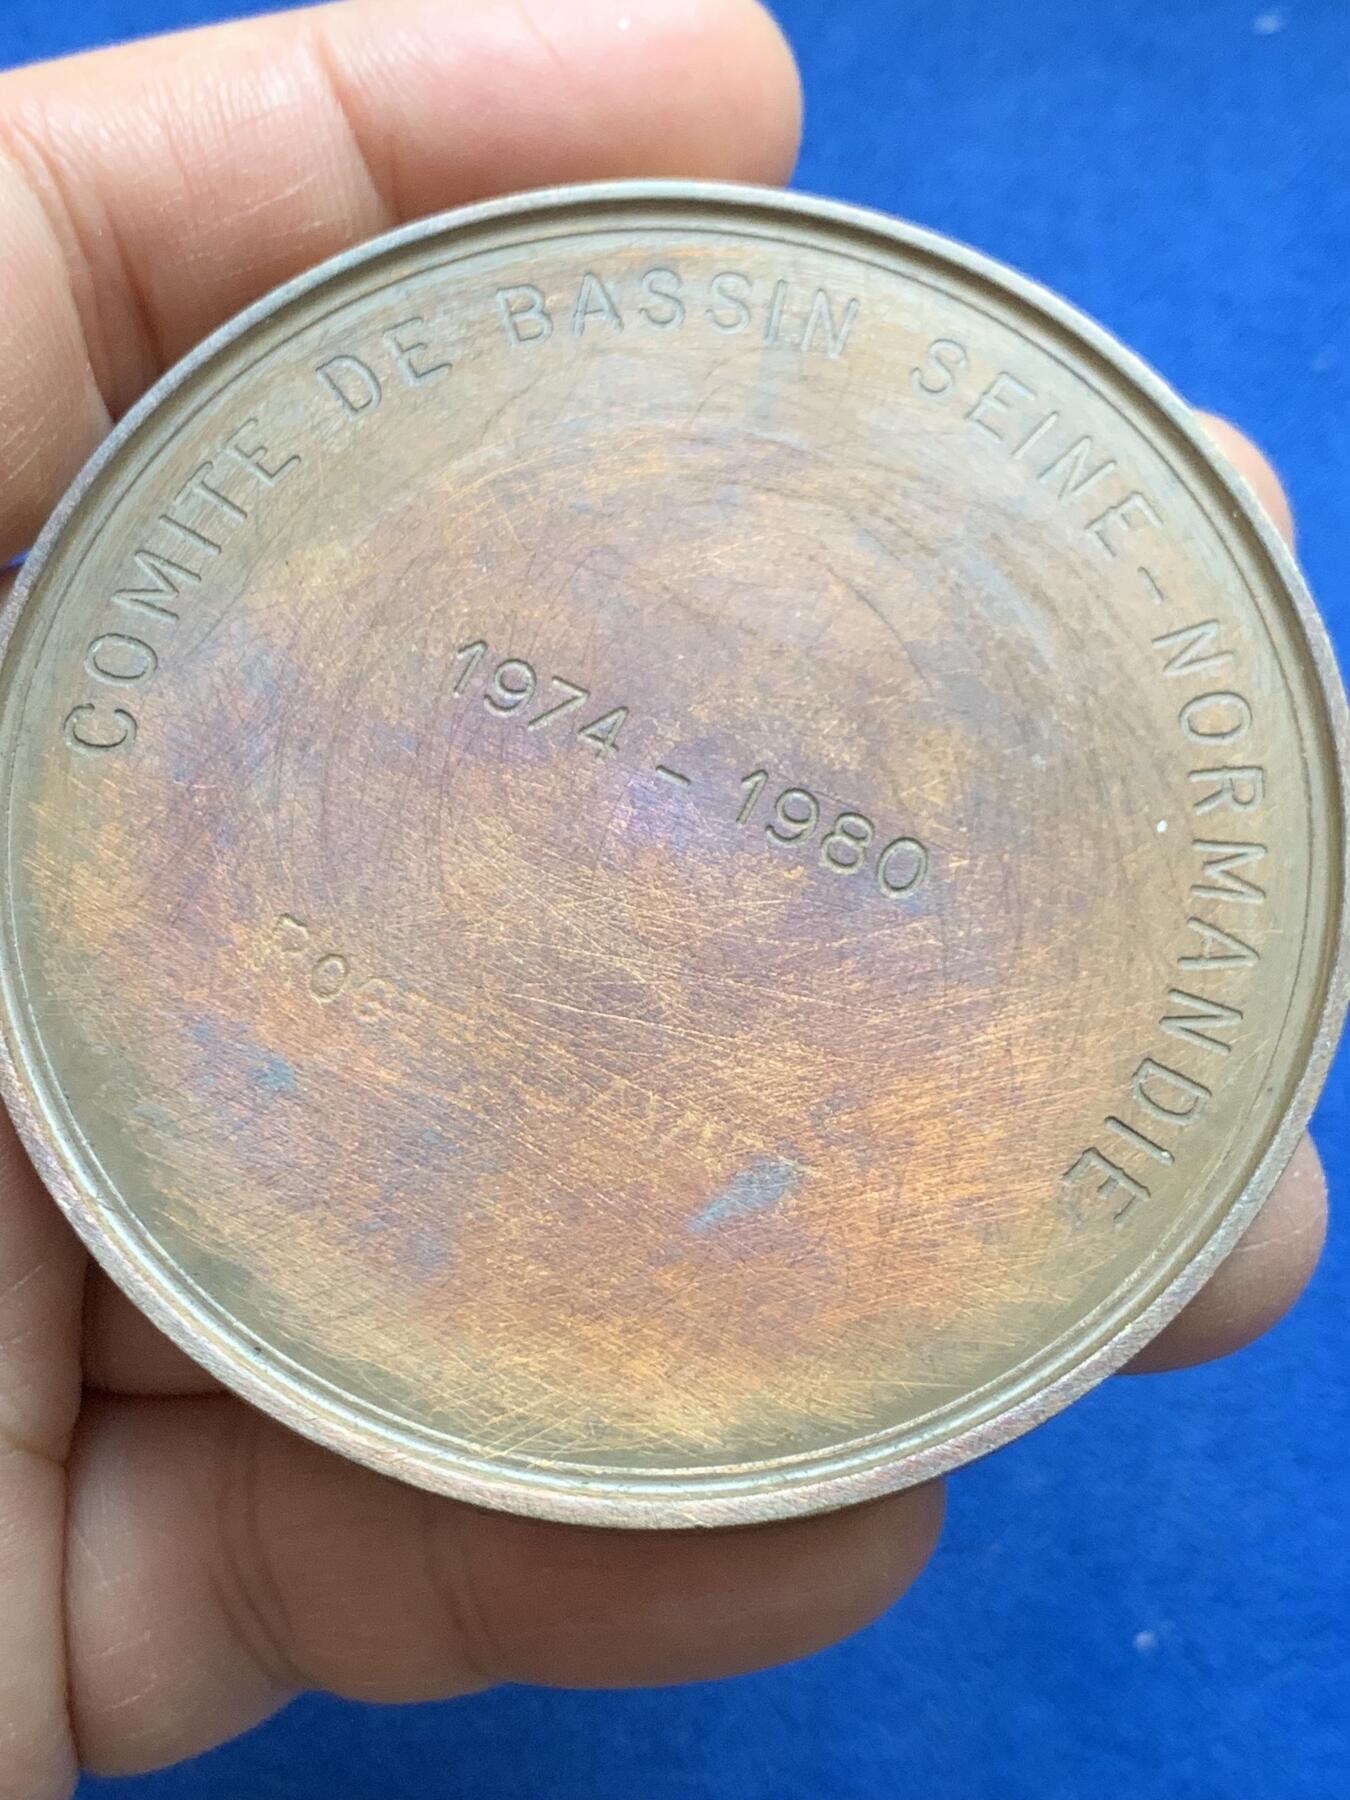 COMITE DE BASSIN SEINE-NORMANDIE
1974 - 1980